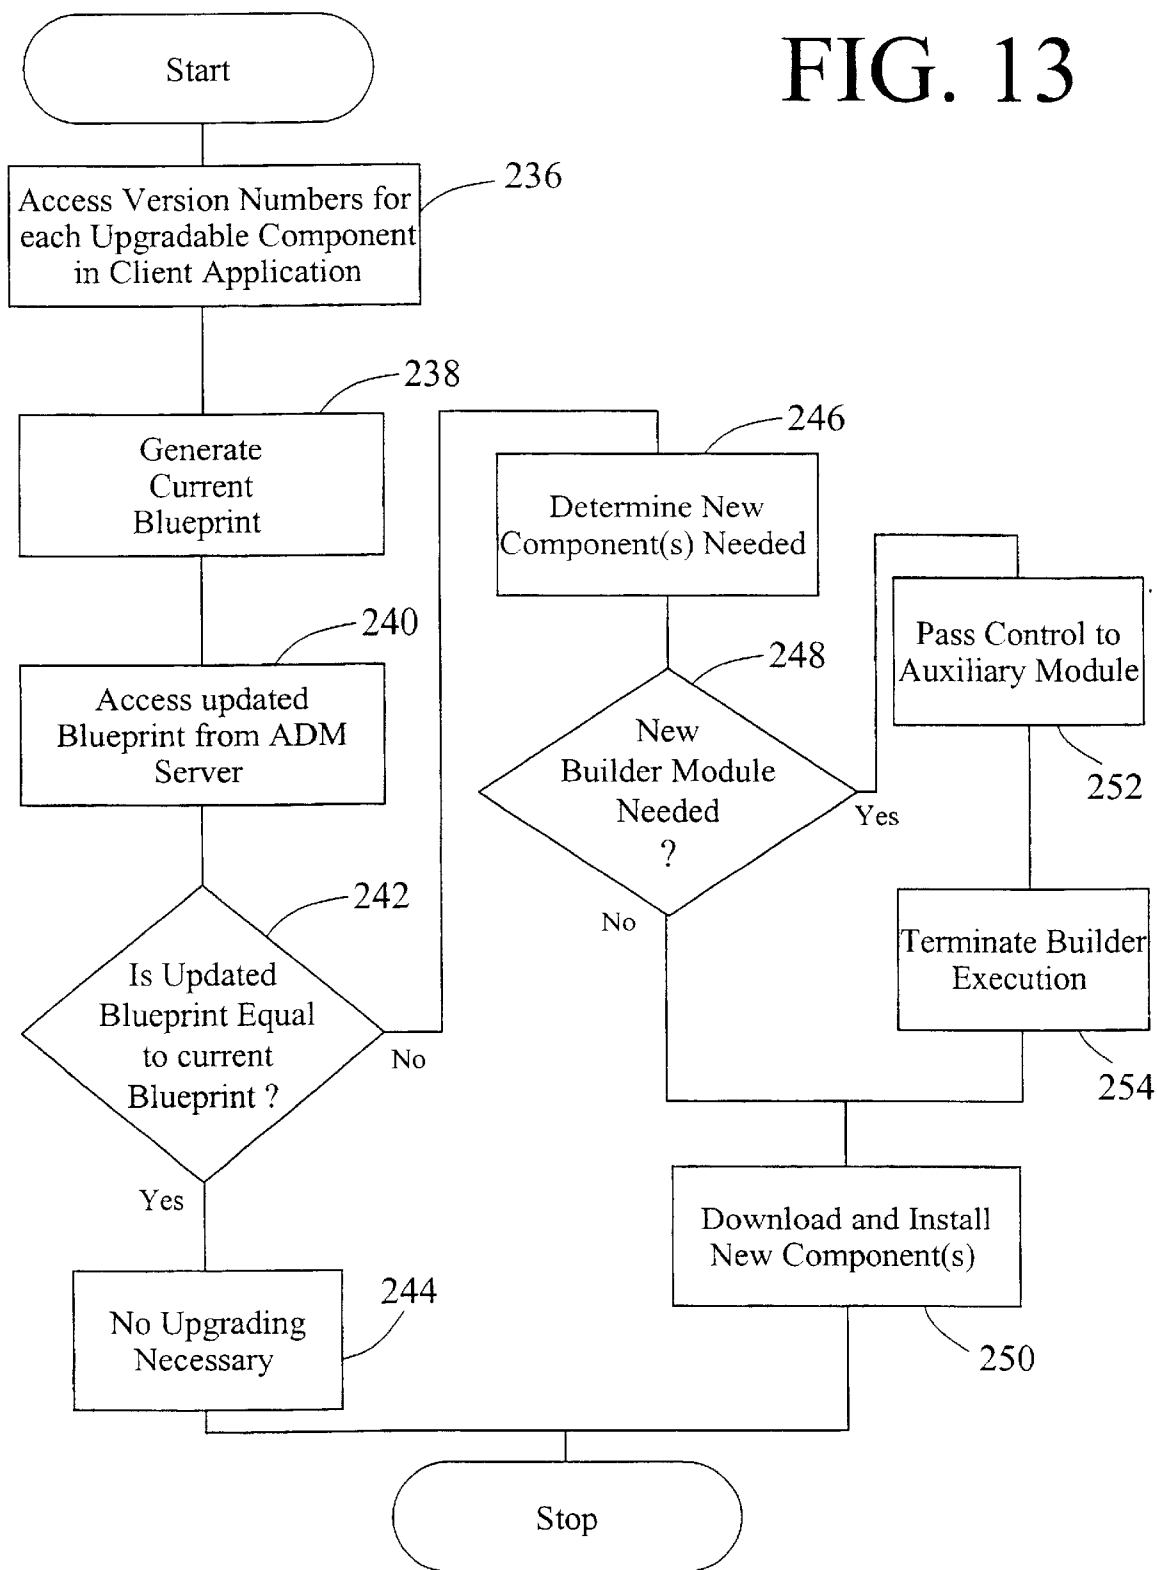 FIG. 13
Start
236
Access Version Numbers for
each Upgradable Component
in Client Application
238
Generate
Current
Blueprint
240
Access updated
Blueprint from ADM
Server
242
Is Updated
Blueprint Equal
to current
Blueprint ?
No
Yes
244
No Upgrading
Necessary
246
Determine New
Component(s) Needed
248
New
Builder Module
Needed
?
Yes
No
Pass Control to
Auxiliary Module
252
Terminate Builder
Execution
254
Download and Install
New Component(s)
250
Stop